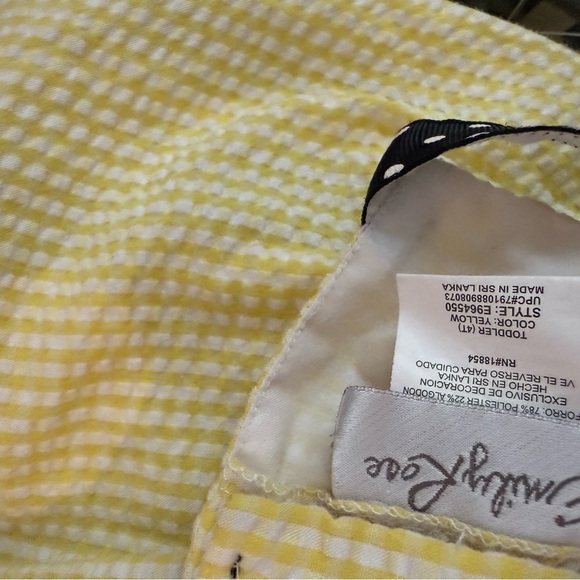 FORRO: 78% POLIESTER 22% ALGODON
EXCLUSIVO DE DECORACION
HECHO EN SRI LANKA
VE EL REVERSO PARA CUIDADO
RN#18854
TODDLER (4T)
COLOR: YELLOW
STYLE: E964550
UPC#791088908073
MADE IN SRI LANKA
Emily Rose